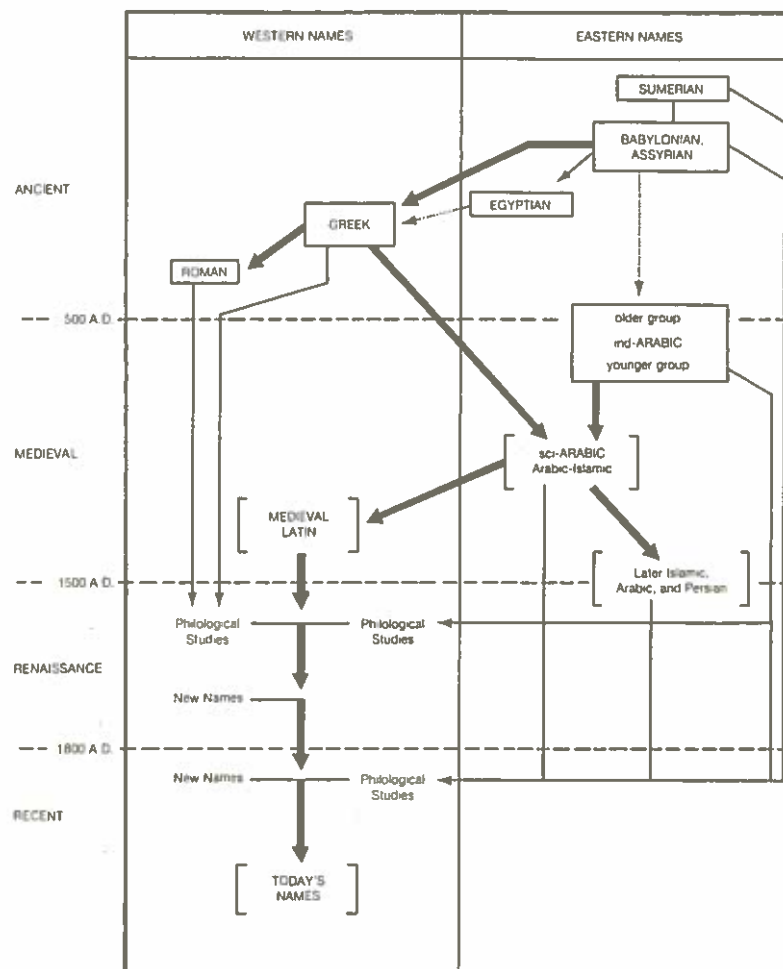 WESTERN NAMES
EASTERN NAMES
SUMERIAN
BABYLONIAN,
ASSYRIAN
ANCIENT
EGYPTIAN
GREEK
ROMAN
500 A.D.
older group
ind-ARABIC
younger group
MEDIEVAL
sci-ARABIC
Arabic-Islamic
MEDIEVAL
LATIN
1500 A.D.
Later Islamic,
Arabic, and Persian
Philological
Studies
Philological
Studies
RENAISSANCE
New Names
1800 A.D.
New Names
Philological
Studies
RECENT
TODAY'S
NAMES